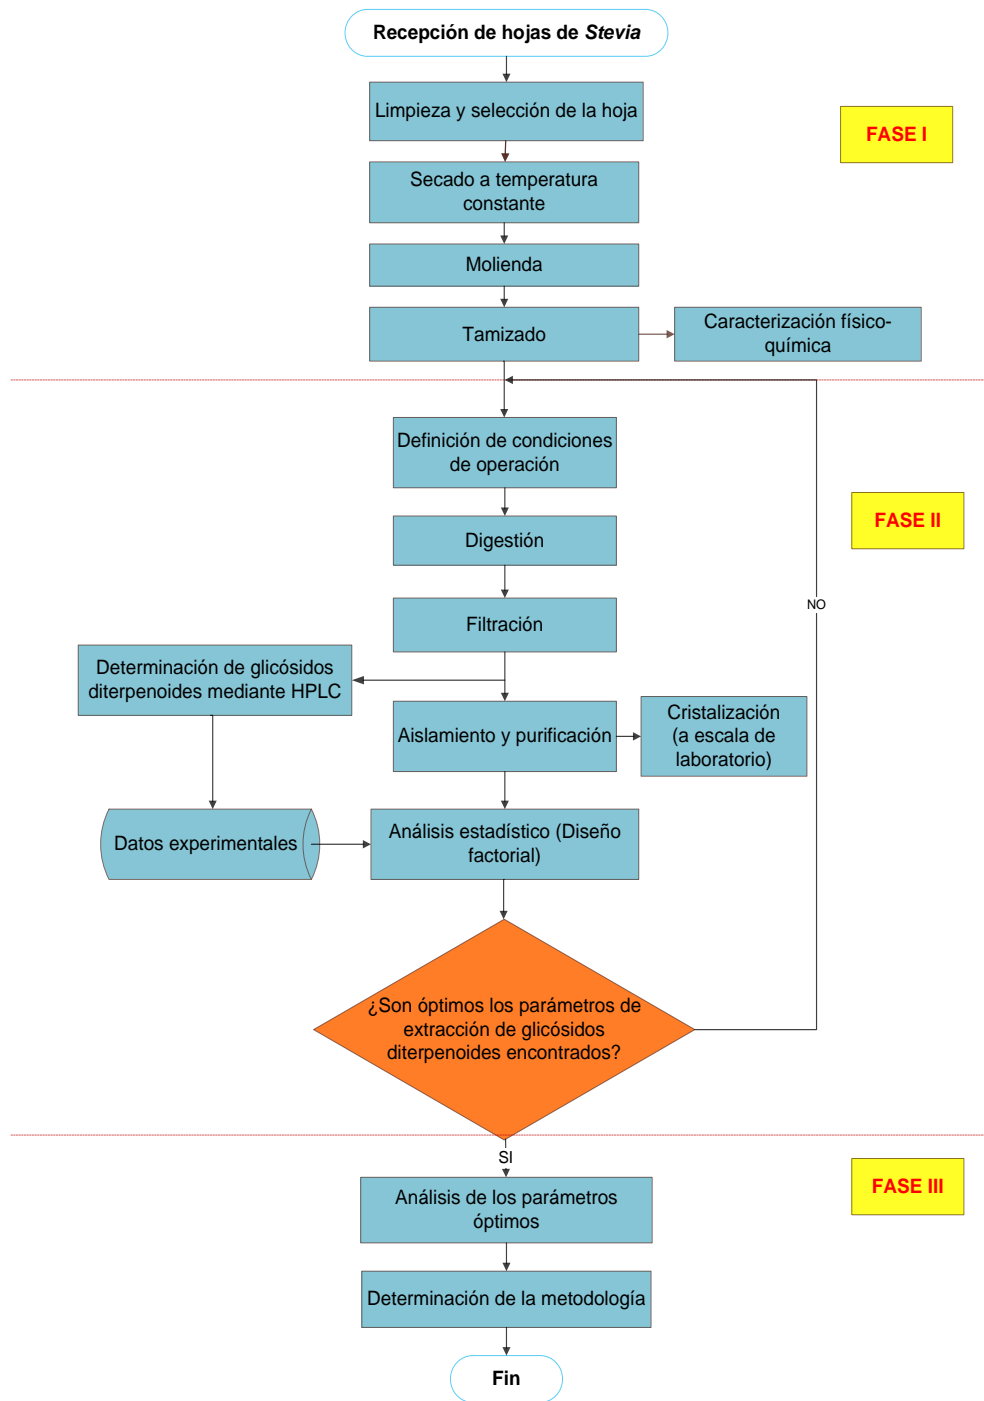 Recepción de hojas de Stevia
Limpieza y selección de la hoja
FASE I
Secado a temperatura
constante
Molienda
Tamizado
Caracterización físico-
química
Definición de condiciones
de operación
FASE II
Digestión
Filtración
NO
Determinación de glicósidos
diterpenoides mediante HPLC
Aislamiento y purificación
Cristalización
(a escala de
laboratorio)
Datos experimentales
Análisis estadístico (Diseño
factorial)
¿Son óptimos los parámetros de
extracción de glicósidos
diterpenoides encontrados?
SI
FASE III
Análisis de los parámetros
óptimos
Determinación de la metodología
Fin